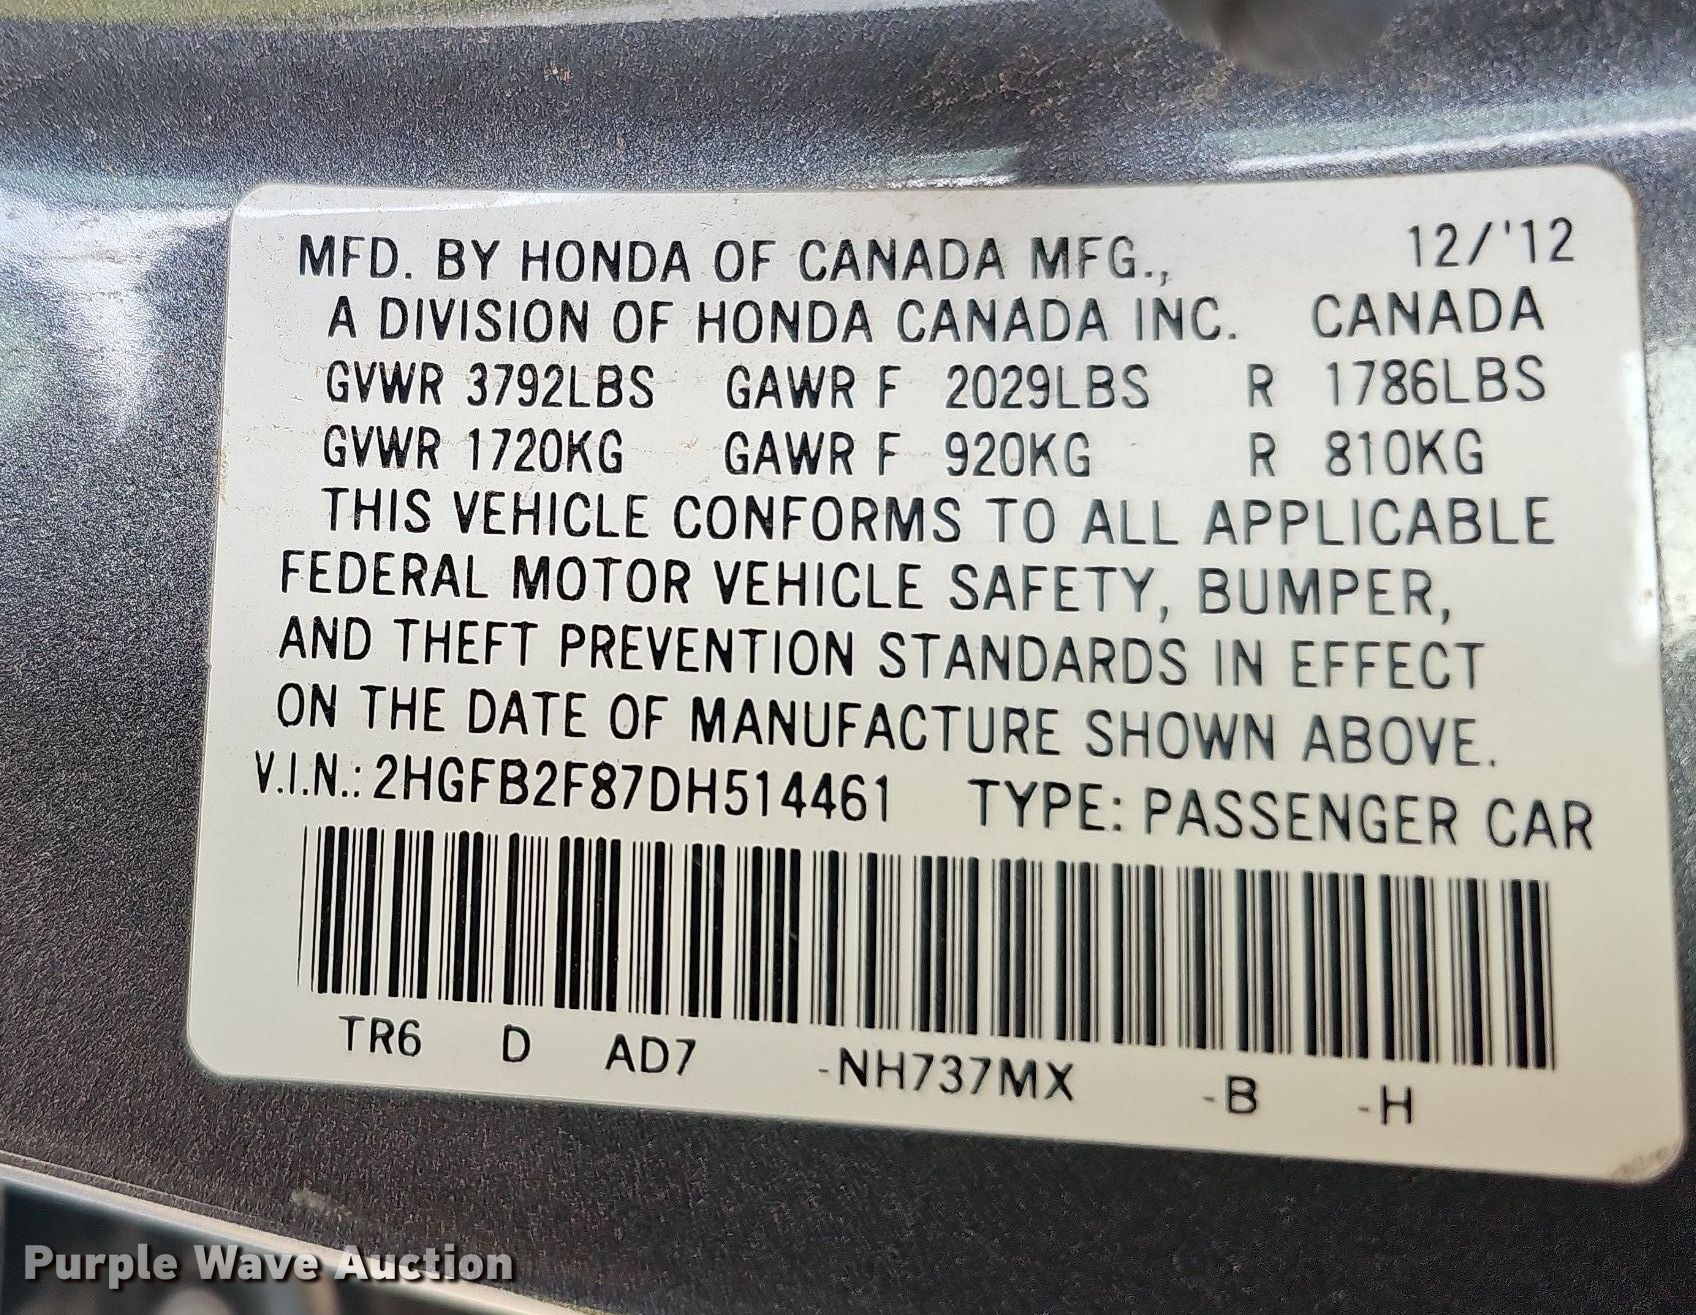 MFD. BY HONDA OF CANADA MFG., 12/'12
A DIVISION OF HONDA CANADA INC. CANADA
GVWR 3792LBS GAWR F 2029LBS R 1786LBS
GVWR 1720KG GAWR F 920KG R 810KG
THIS VEHICLE CONFORMS TO ALL APPLICABLE
FEDERAL MOTOR VEHICLE SAFETY, BUMPER,
AND THEFT PREVENTION STANDARDS IN EFFECT
ON THE DATE OF MANUFACTURE SHOWN ABOVE.
V.I.N.: 2HGFB2F87DH514461 TYPE: PASSENGER CAR
TR6 D AD7 -NH737MX -B -H
Purple Wave Auction